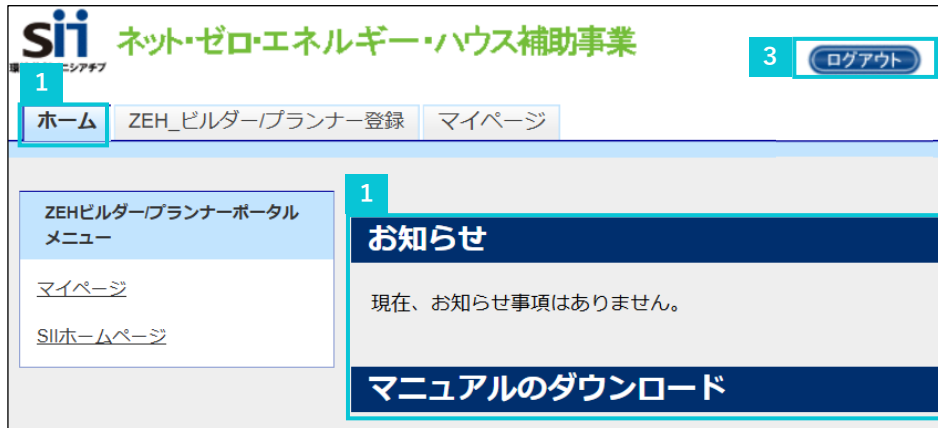 sii ネット・ゼロ・エネルギー・ハウス補助事業
3 ログアウト
1
ホーム ZEH_ビルダー/プランナー登録 マイページ
ZEHビルダー/プランナーポータル
メニュー
マイページ
SIIホームページ
1
お知らせ
現在、お知らせ事項はありません。
マニュアルのダウンロード